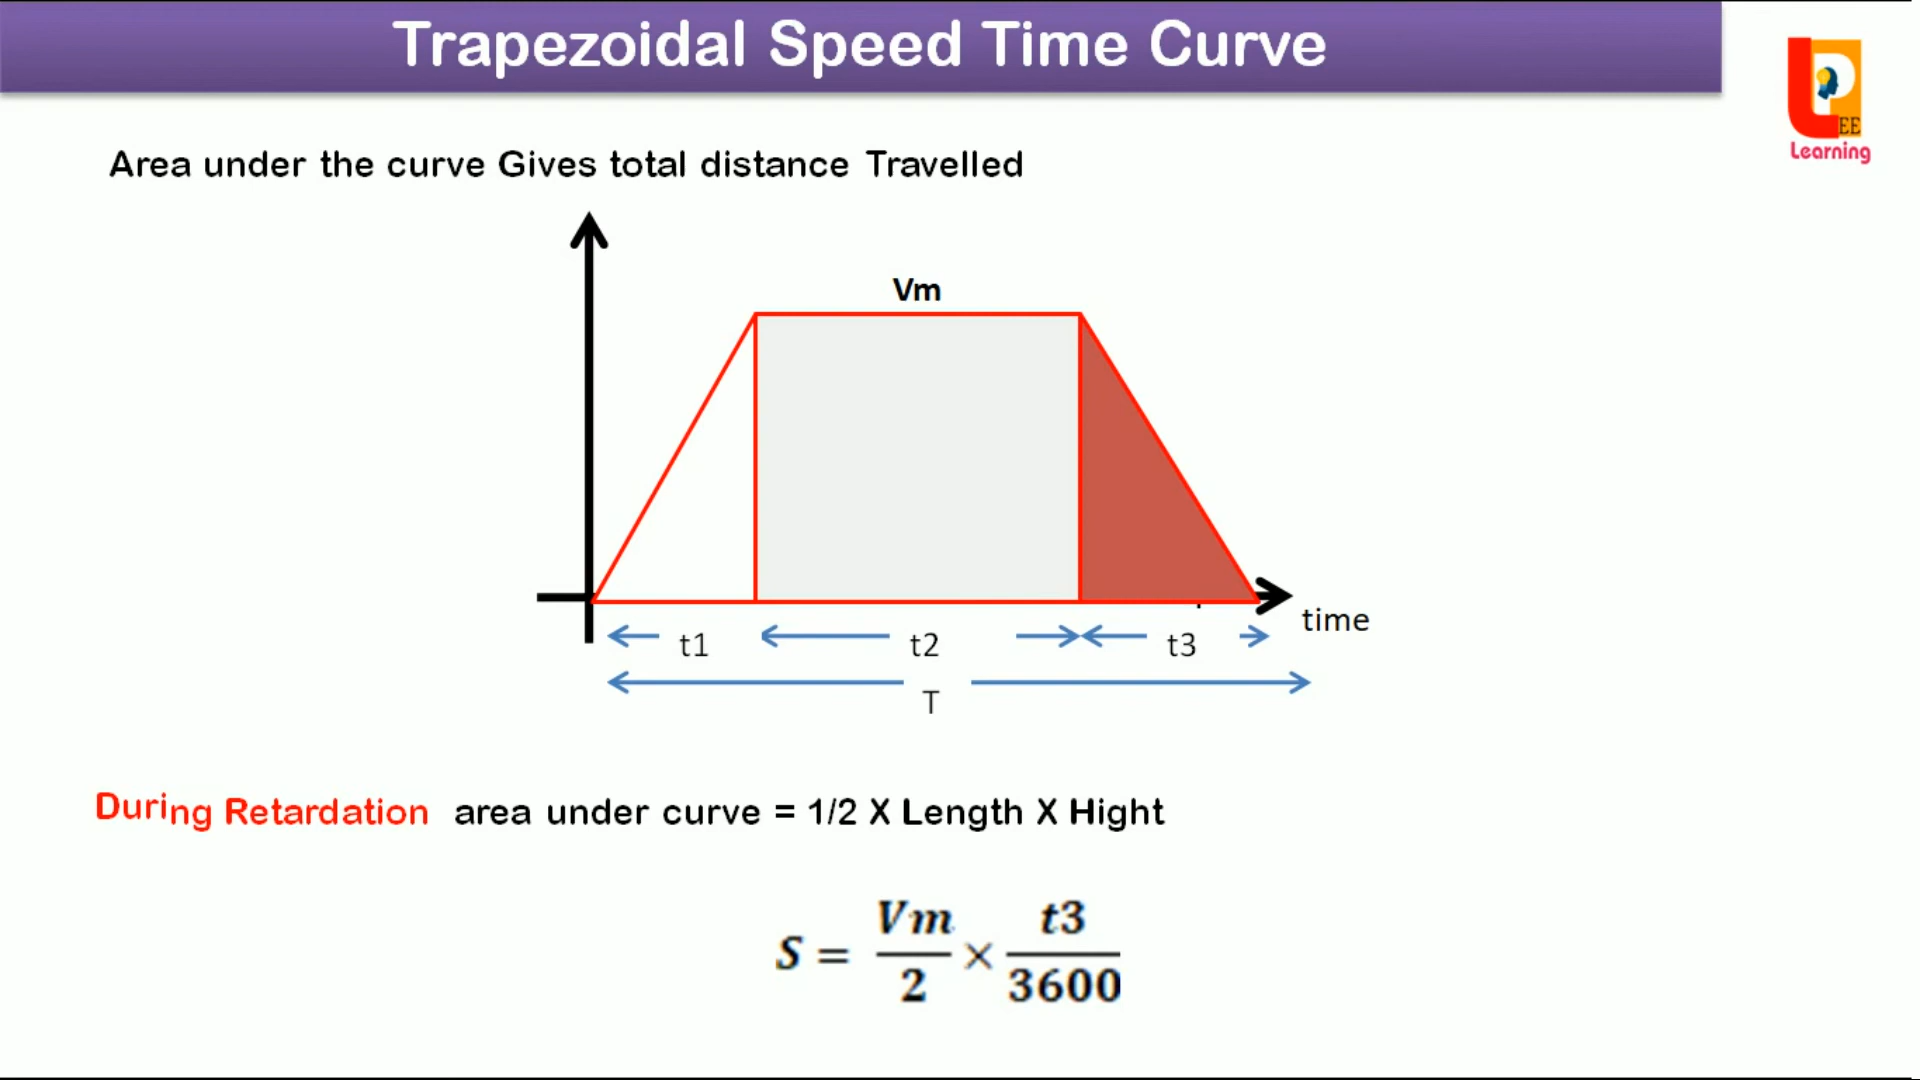 Trapezoidal Speed Time Curve
EE
Learning
Area under the curve Gives total distance Travelled
Vm
time
t1 t2 t3
T
During Retardation area under curve = 1/2 X Length X Hight
S = Vm/2 × t3/3600